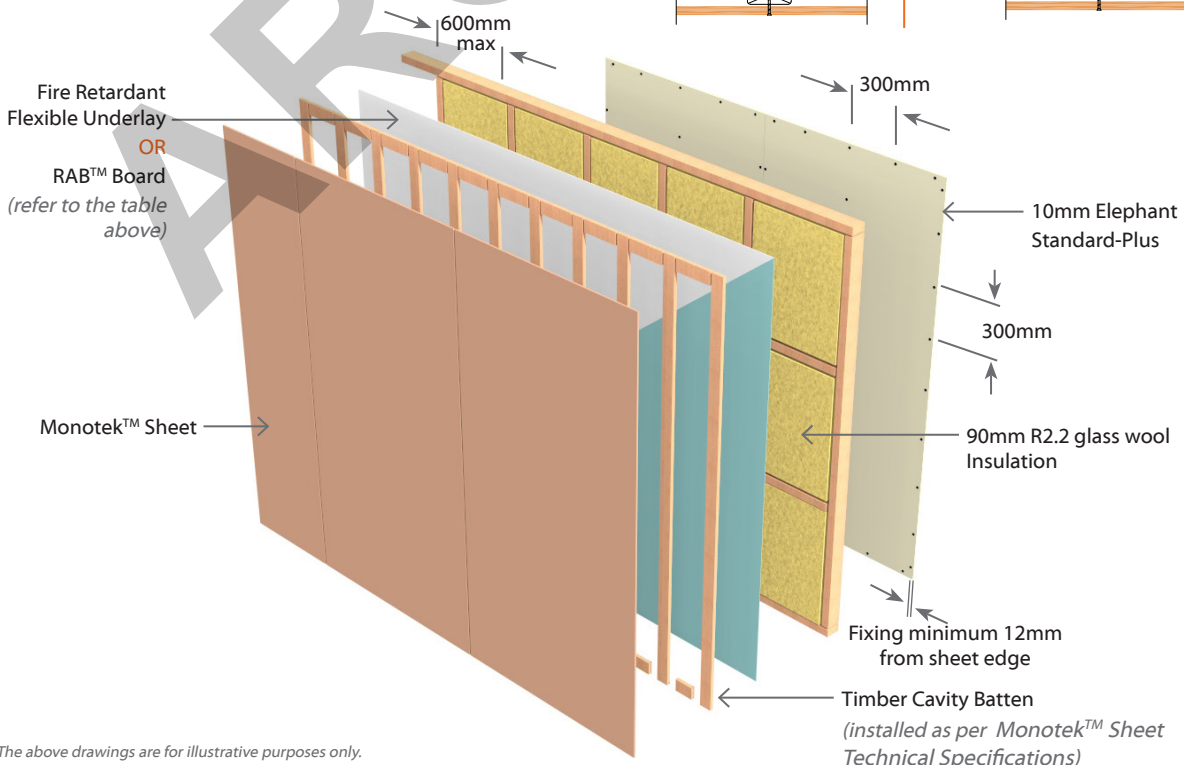 600mm
max
300mm
Fire Retardant
Flexible Underlay
OR
RAB™ Board
(refer to the table
above)
10mm Elephant
Standard-Plus
300mm
Monotek™ Sheet
90mm R2.2 glass wool
Insulation
Fixing minimum 12mm
from sheet edge
Timber Cavity Batten
(installed as per Monotek™ Sheet
Technical Specifications)
The above drawings are for illustrative purposes only.